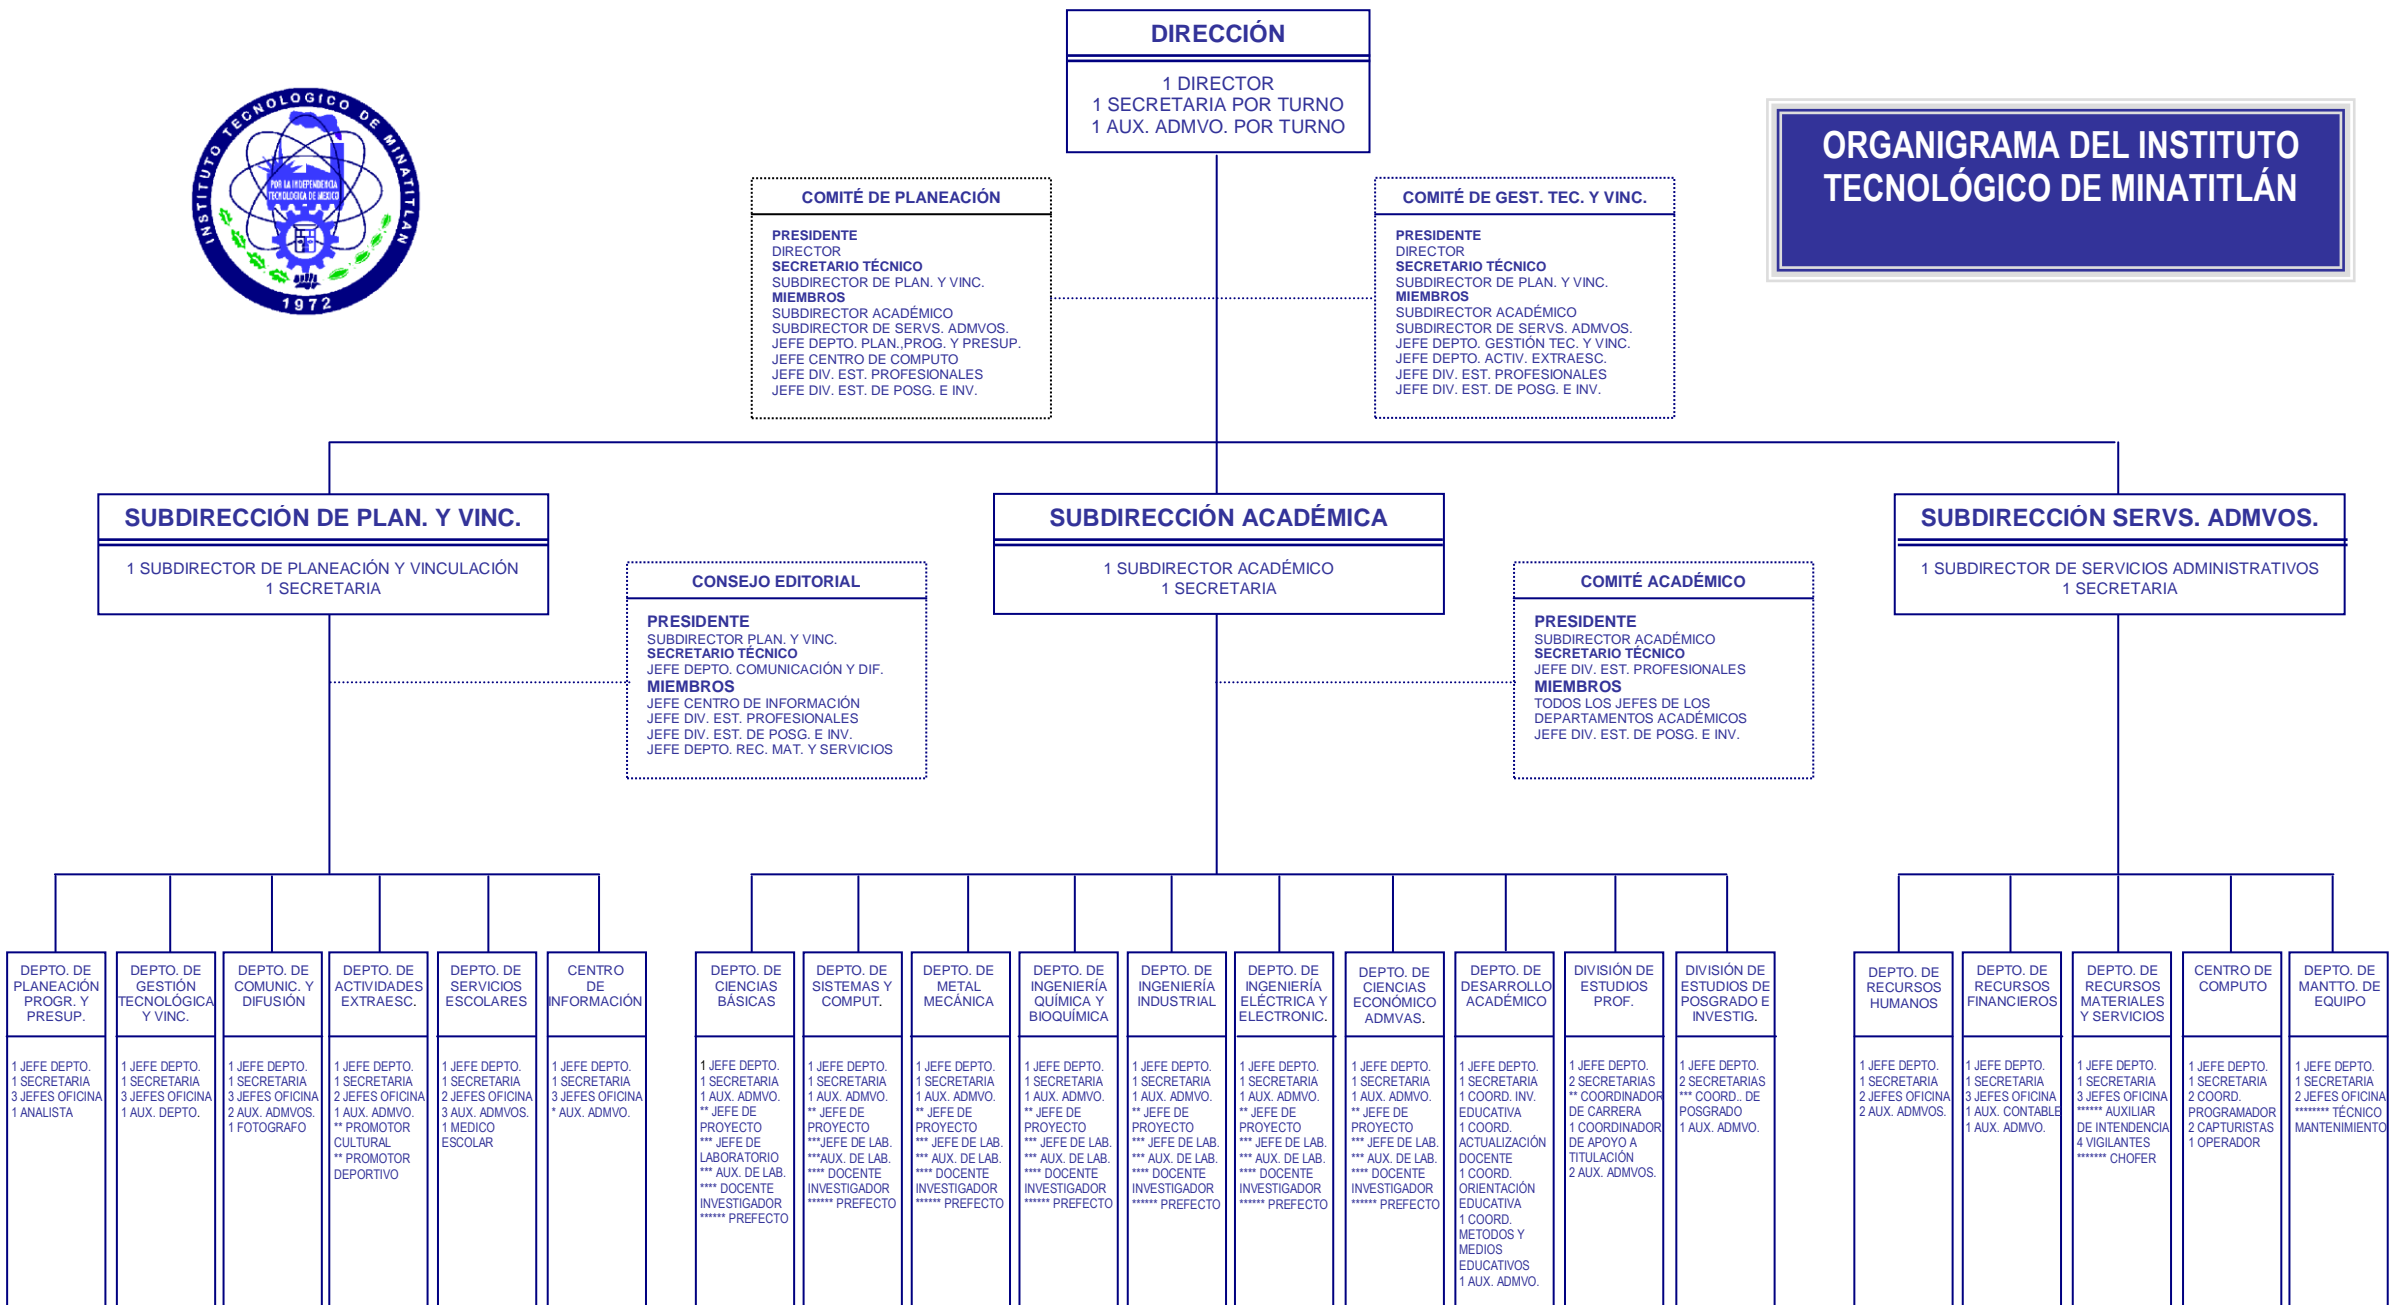 DIRECCIÓN
1 DIRECTOR
1 SECRETARIA POR TURNO
1 AUX. ADMVO. POR TURNO
INSTITUTO TECNOLOGICO DE MINATITLAN
POR LA INDEPENDENCIA
TECNOLOGICA DE MEXICO
1972
ORGANIGRAMA DEL INSTITUTO
TECNOLÓGICO DE MINATITLÁN
COMITÉ DE PLANEACIÓN
PRESIDENTE
DIRECTOR
SECRETARIO TÉCNICO
SUBDIRECTOR DE PLAN. Y VINC.
MIEMBROS
SUBDIRECTOR ACADÉMICO
SUBDIRECTOR DE SERVS. ADMVOS.
JEFE DEPTO. PLAN.,PROG. Y PRESUP.
JEFE CENTRO DE COMPUTO
JEFE DIV. EST. PROFESIONALES
JEFE DIV. EST. DE POSG. E INV.
COMITÉ DE GEST. TEC. Y VINC.
PRESIDENTE
DIRECTOR
SECRETARIO TÉCNICO
SUBDIRECTOR DE PLAN. Y VINC.
MIEMBROS
SUBDIRECTOR ACADÉMICO
SUBDIRECTOR DE SERVS. ADMVOS.
JEFE DEPTO. GESTIÓN TEC. Y VINC.
JEFE DEPTO. ACTIV. EXTRAESC.
JEFE DIV. EST. PROFESIONALES
JEFE DIV. EST. DE POSG. E INV.
SUBDIRECCIÓN DE PLAN. Y VINC.
1 SUBDIRECTOR DE PLANEACIÓN Y VINCULACIÓN
1 SECRETARIA
SUBDIRECCIÓN ACADÉMICA
1 SUBDIRECTOR ACADÉMICO
1 SECRETARIA
SUBDIRECCIÓN SERVS. ADMVOS.
1 SUBDIRECTOR DE SERVICIOS ADMINISTRATIVOS
1 SECRETARIA
CONSEJO EDITORIAL
PRESIDENTE
SUBDIRECTOR PLAN. Y VINC.
SECRETARIO TÉCNICO
JEFE DEPTO. COMUNICACIÓN Y DIF.
MIEMBROS
JEFE CENTRO DE INFORMACIÓN
JEFE DIV. EST. PROFESIONALES
JEFE DIV. EST. DE POSG. E INV.
JEFE DEPTO. REC. MAT. Y SERVICIOS
COMITÉ ACADÉMICO
PRESIDENTE
SUBDIRECTOR ACADÉMICO
SECRETARIO TÉCNICO
JEFE DIV. EST. PROFESIONALES
MIEMBROS
TODOS LOS JEFES DE LOS
DEPARTAMENTOS ACADÉMICOS
JEFE DIV. EST. DE POSG. E INV.
DEPTO. DE
PLANEACIÓN
PROGR. Y
PRESUP.
1 JEFE DEPTO.
1 SECRETARIA
3 JEFES OFICINA
1 ANALISTA
DEPTO. DE
GESTIÓN
TECNOLÓGICA
Y VINC.
1 JEFE DEPTO.
1 SECRETARIA
3 JEFES OFICINA
1 AUX. DEPTO.
DEPTO. DE
COMUNIC. Y
DIFUSIÓN
1 JEFE DEPTO.
1 SECRETARIA
3 JEFES OFICINA
2 AUX. ADMVOS.
1 FOTOGRAFO
DEPTO. DE
ACTIVIDADES
EXTRAESC.
1 JEFE DEPTO.
1 SECRETARIA
2 JEFES OFICINA
1 AUX. ADMVO.
** PROMOTOR
CULTURAL
** PROMOTOR
DEPORTIVO
DEPTO. DE
SERVICIOS
ESCOLARES
1 JEFE DEPTO.
1 SECRETARIA
2 JEFES OFICINA
3 AUX. ADMVOS.
1 MEDICO
ESCOLAR
CENTRO
DE
INFORMACIÓN
1 JEFE DEPTO.
1 SECRETARIA
3 JEFES OFICINA
* AUX. ADMVO.
DEPTO. DE
CIENCIAS
BÁSICAS
1 JEFE DEPTO.
1 SECRETARIA
1 AUX. ADMVO.
** JEFE DE
PROYECTO
*** JEFE DE
LABORATORIO
*** AUX. DE LAB.
**** DOCENTE
INVESTIGADOR
****** PREFECTO
DEPTO. DE
SISTEMAS Y
COMPUT.
1 JEFE DEPTO.
1 SECRETARIA
1 AUX. ADMVO.
** JEFE DE
PROYECTO
***JEFE DE LAB.
***AUX. DE LAB.
**** DOCENTE
INVESTIGADOR
****** PREFECTO
DEPTO. DE
METAL
MECÁNICA
1 JEFE DEPTO.
1 SECRETARIA
1 AUX. ADMVO.
** JEFE DE
PROYECTO
*** JEFE DE LAB.
*** AUX. DE LAB.
**** DOCENTE
INVESTIGADOR
****** PREFECTO
DEPTO. DE
INGENIERÍA
QUÍMICA Y
BIOQUÍMICA
1 JEFE DEPTO.
1 SECRETARIA
1 AUX. ADMVO.
** JEFE DE
PROYECTO
*** JEFE DE LAB.
*** AUX. DE LAB.
**** DOCENTE
INVESTIGADOR
****** PREFECTO
DEPTO. DE
INGENIERÍA
INDUSTRIAL
1 JEFE DEPTO.
1 SECRETARIA
1 AUX. ADMVO.
** JEFE DE
PROYECTO
*** JEFE DE LAB.
*** AUX. DE LAB.
**** DOCENTE
INVESTIGADOR
****** PREFECTO
DEPTO. DE
INGENIERÍA
ELÉCTRICA Y
ELECTRONIC.
1 JEFE DEPTO.
1 SECRETARIA
1 AUX. ADMVO.
** JEFE DE
PROYECTO
*** JEFE DE LAB.
*** AUX. DE LAB.
**** DOCENTE
INVESTIGADOR
****** PREFECTO
DEPTO. DE
CIENCIAS
ECONÓMICO
ADMVAS.
1 JEFE DEPTO.
1 SECRETARIA
1 AUX. ADMVO.
** JEFE DE
PROYECTO
*** JEFE DE LAB.
*** AUX. DE LAB.
**** DOCENTE
INVESTIGADOR
****** PREFECTO
DEPTO. DE
DESARROLLO
ACADÉMICO
1 JEFE DEPTO.
1 SECRETARIA
1 COORD. INV.
EDUCATIVA
1 COORD.
ACTUALIZACIÓN
DOCENTE
1 COORD.
ORIENTACIÓN
EDUCATIVA
1 COORD.
METODOS Y
MEDIOS
EDUCATIVOS
1 AUX. ADMVO.
DIVISIÓN DE
ESTUDIOS
PROF.
1 JEFE DEPTO.
2 SECRETARIAS
** COORDINADOR
DE CARRERA
1 COORDINADOR
DE APOYO A
TITULACIÓN
2 AUX. ADMVOS.
DIVISIÓN DE
ESTUDIOS DE
POSGRADO E
INVESTIG.
1 JEFE DEPTO.
2 SECRETARIAS
*** COORD.. DE
POSGRADO
1 AUX. ADMVO.
DEPTO. DE
RECURSOS
HUMANOS
1 JEFE DEPTO.
1 SECRETARIA
2 JEFES OFICINA
2 AUX. ADMVOS.
DEPTO. DE
RECURSOS
FINANCIEROS
1 JEFE DEPTO.
1 SECRETARIA
3 JEFES OFICINA
1 AUX. CONTABLE
1 AUX. ADMVO.
DEPTO. DE
RECURSOS
MATERIALES
Y SERVICIOS
1 JEFE DEPTO.
1 SECRETARIA
3 JEFES OFICINA
****** AUXILIAR
DE INTENDENCIA
4 VIGILANTES
******* CHOFER
CENTRO DE
COMPUTO
1 JEFE DEPTO.
1 SECRETARIA
2 COORD.
PROGRAMADOR
2 CAPTURISTAS
1 OPERADOR
DEPTO. DE
MANTTO. DE
EQUIPO
1 JEFE DEPTO.
1 SECRETARIA
2 JEFES OFICINA
******** TÉCNICO
MANTENIMIENTO